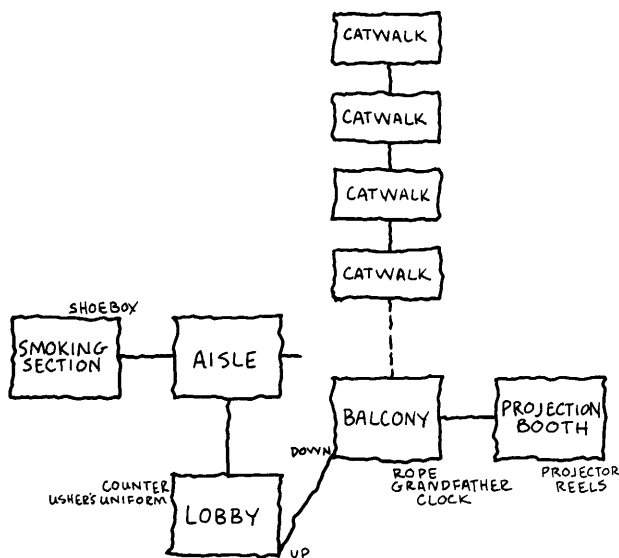 CATWALK
CATWALK
CATWALK
CATWALK
SHOEBOX
SMOKING
SECTION
AISLE
BALCONY
PROJECTION
BOOTH
DOWN
ROPE
GRANDFATHER
CLOCK
PROJECTOR
REELS
COUNTER
USHER'S UNIFORM
LOBBY
UP